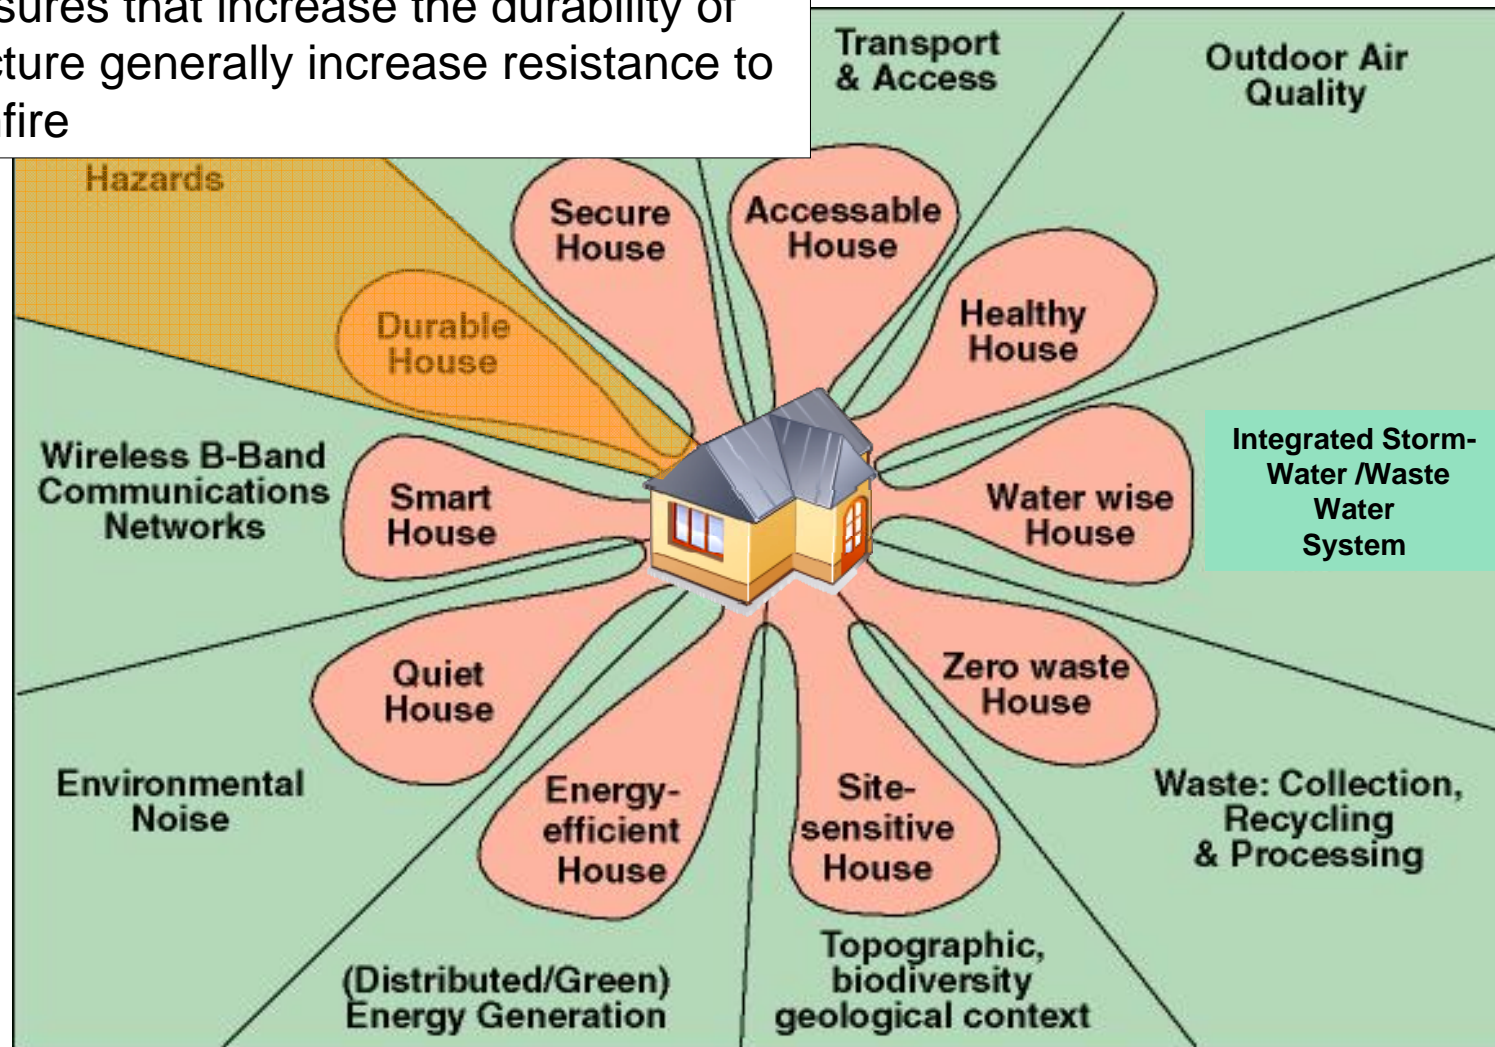 sures that increase the durability of
cture generally increase resistance to
fire
Transport
& Access
Outdoor Air
Quality
Hazards
Secure
House
Accessable
House
Healthy
House
Durable
House
Wireless B-Band
Communications
Networks
Smart
House
Water wise
House
Integrated Storm-
Water /Waste
Water
System
Quiet
House
Zero waste
House
Environmental
Noise
Energy-
efficient
House
Site-
sensitive
House
Waste: Collection,
Recycling
& Processing
(Distributed/Green)
Energy Generation
Topographic,
biodiversity
geological context